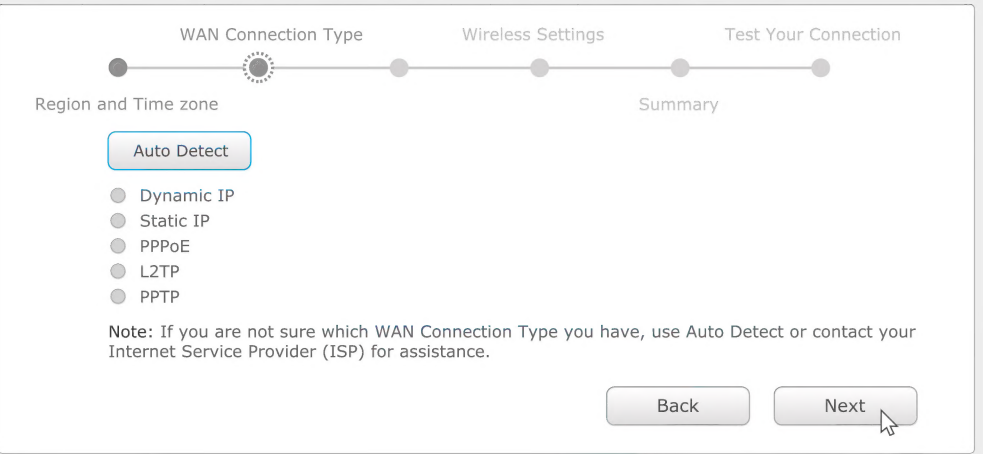 WAN Connection Type Wireless Settings Test Your Connection
Region and Time zone Summary
Auto Detect
Dynamic IP
Static IP
PPPoE
L2TP
PPTP
Note: If you are not sure which WAN Connection Type you have, use Auto Detect or contact your
Internet Service Provider (ISP) for assistance.
Back Next